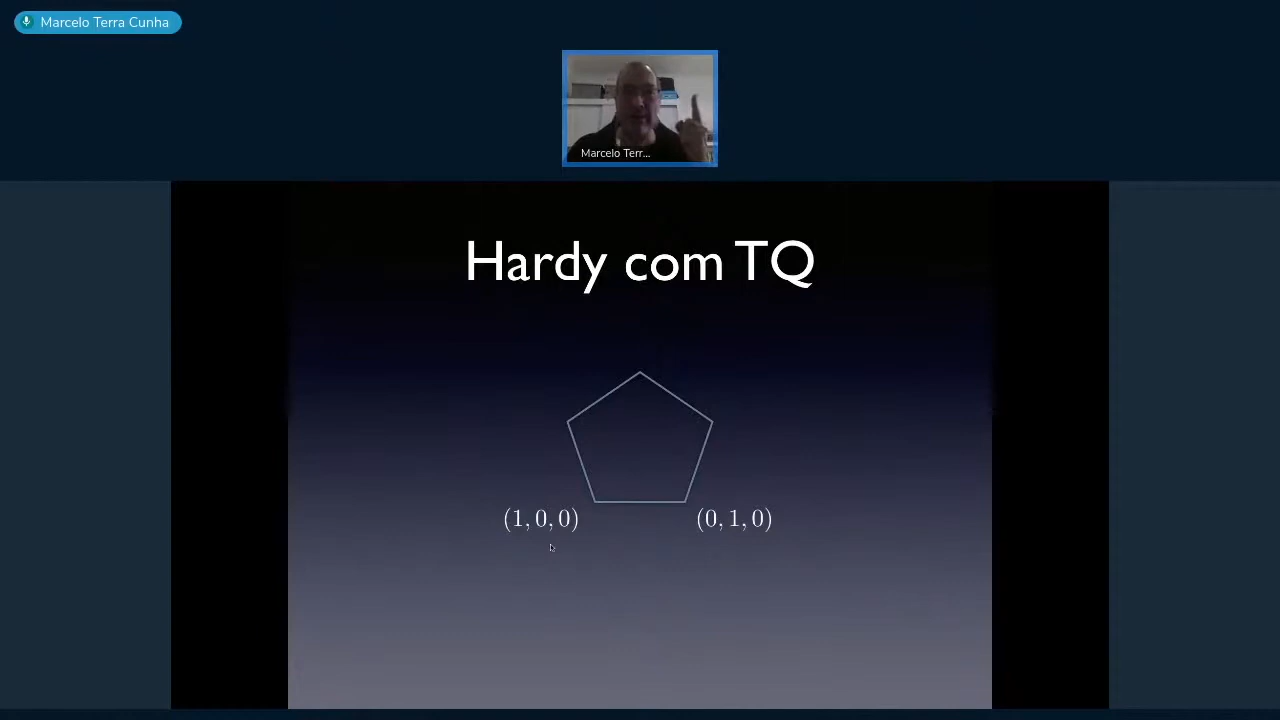 Marcelo Terra Cunha
Marcelo Terr...
Hardy com TQ
(1, 0, 0)
(0, 1, 0)